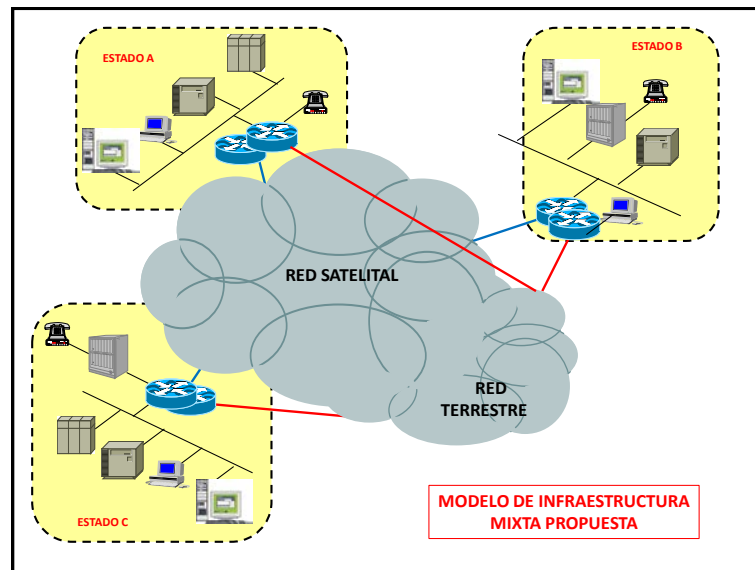 ESTADO A
ESTADO B
RED SATELITAL
RED
TERRESTRE
ESTADO C
MODELO DE INFRAESTRUCTURA
MIXTA PROPUESTA